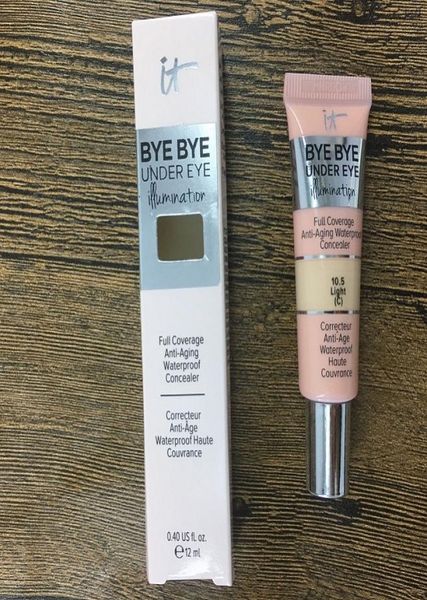 it
BYE BYE
UNDER EYE
illumination
Full Coverage
Anti-Aging
Waterproof
Concealer
Correcteur
Anti-Âge
Waterproof Haute
Couvrance
0.40 US fl. oz.
℮12 mL
it
BYE BYE
UNDER EYE
illumination
Full Coverage
Anti-Aging Waterproof
Concealer
10.5
Light
(C)
Correcteur
Anti-Age
Waterproof
Haute
Couvrance